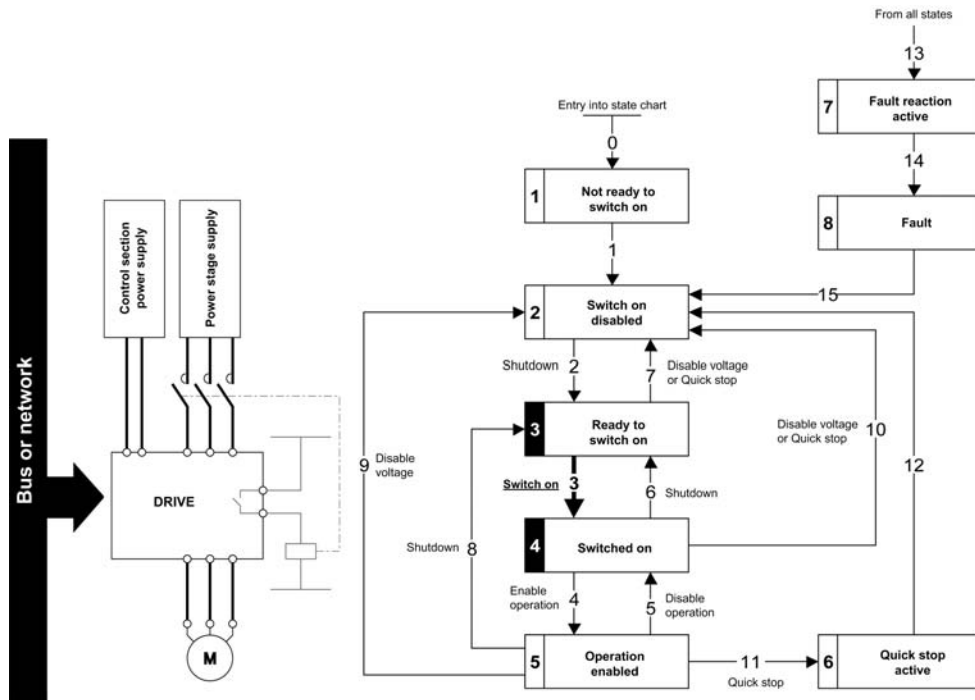 From all states
13
7
Fault reaction
active
14
8
Fault
15
Entry into state chart
0
1
Not ready to
switch on
1
2
Switch on
disabled
Shutdown
2
7
Disable voltage
or Quick stop
3
Ready to
switch on
Switch on
3
6
Shutdown
4
Switched on
Disable voltage
or Quick stop
10
12
9
Disable
voltage
Shutdown
8
Enable
operation
4
5
Disable
operation
5
Operation
enabled
11
Quick stop
6
Quick stop
active
Bus or network
Control section
power supply
Power stage supply
DRIVE
M